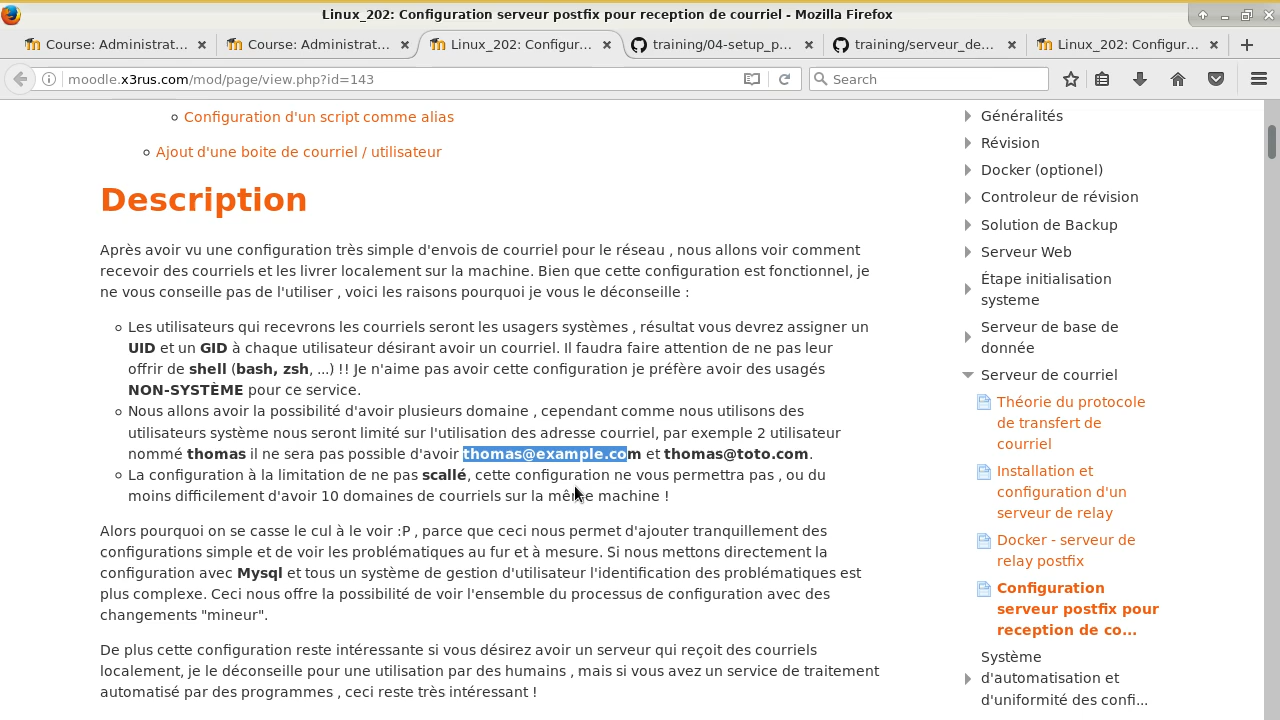 Linux_202: Configuration serveur postfix pour reception de courriel - Mozilla Firefox
Course: Administrat... Course: Administrat... Linux_202: Configur... training/04-setup_p... training/serveur_de... Linux_202: Configur...
moodle.x3rus.com/mod/page/view.php?id=143 Search
Configuration d'un script comme alias
Ajout d'une boite de courriel / utilisateur
Description
Après avoir vu une configuration très simple d'envois de courriel pour le réseau , nous allons voir comment
recevoir des courriels et les livrer localement sur la machine. Bien que cette configuration est fonctionnel, je
ne vous conseille pas de l'utiliser , voici les raisons pourquoi je vous le déconseille :
Les utilisateurs qui recevrons les courriels seront les usagers systèmes , résultat vous devrez assigner un
UID et un GID à chaque utilisateur désirant avoir un courriel. Il faudra faire attention de ne pas leur
offrir de shell (bash, zsh, ...) !! Je n'aime pas avoir cette configuration je préfère avoir des usagés
NON-SYSTÈME pour ce service.
Nous allons avoir la possibilité d'avoir plusieurs domaine , cependant comme nous utilisons des
utilisateurs système nous seront limité sur l'utilisation des adresse courriel, par exemple 2 utilisateur
nommé thomas il ne sera pas possible d'avoir thomas@example.com et thomas@toto.com.
La configuration à la limitation de ne pas scallé, cette configuration ne vous permettra pas , ou du
moins difficilement d'avoir 10 domaines de courriels sur la même machine !
Alors pourquoi on se casse le cul à le voir :P , parce que ceci nous permet d'ajouter tranquillement des
configurations simple et de voir les problématiques au fur et à mesure. Si nous mettons directement la
configuration avec Mysql et tous un système de gestion d'utilisateur l'identification des problématiques est
plus complexe. Ceci nous offre la possibilité de voir l'ensemble du processus de configuration avec des
changements "mineur".
De plus cette configuration reste intéressante si vous désirez avoir un serveur qui reçoit des courriels
localement, je le déconseille pour une utilisation par des humains , mais si vous avez un service de traitement
automatisé par des programmes , ceci reste très intéressant !
Généralités
Révision
Docker (optionel)
Controleur de révision
Solution de Backup
Serveur Web
Étape initialisation
systeme
Serveur de base de
donnée
Serveur de courriel
Théorie du protocole
de transfert de
courriel
Installation et
configuration d'un
serveur de relay
Docker - serveur de
relay postfix
Configuration
serveur postfix pour
reception de co...
Système
d'automatisation et
d'uniformité des confi...